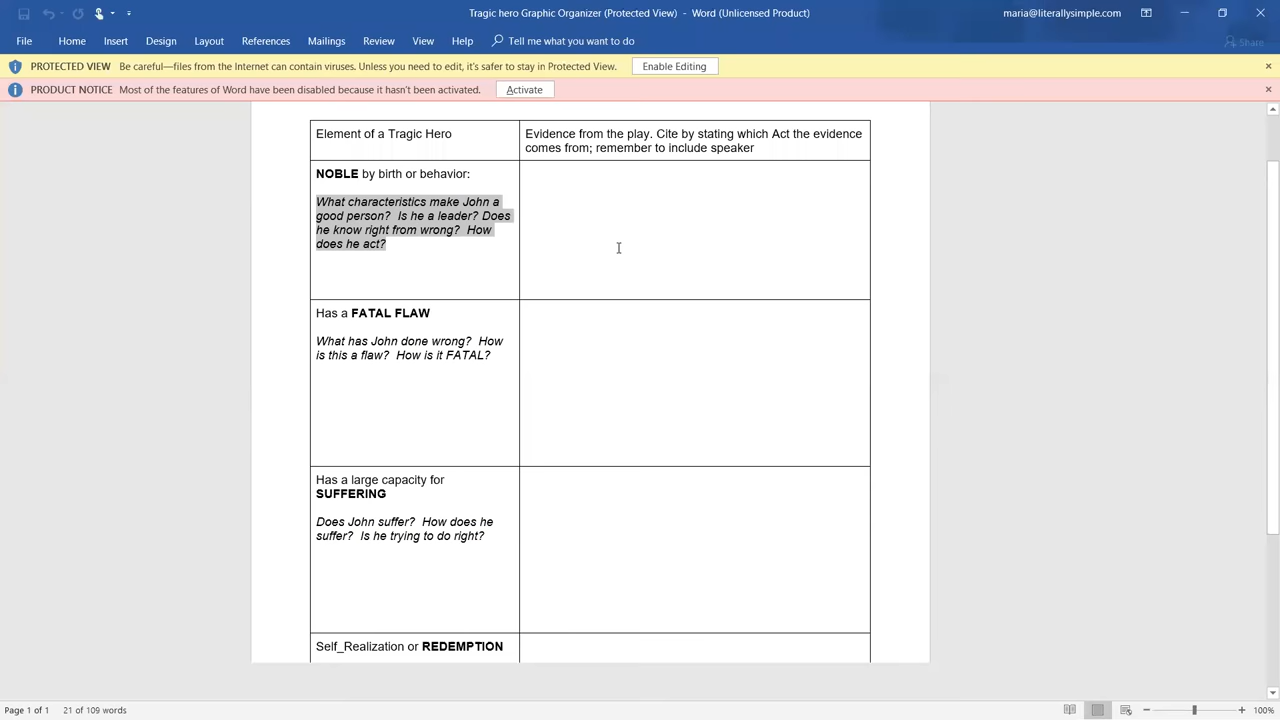 Tragic hero Graphic Organizer (Protected View) - Word (Unlicensed Product)
maria@literallysimple.com
File Home Insert Design Layout References Mailings Review View Help Tell me what you want to do Share
PROTECTED VIEW Be careful—files from the Internet can contain viruses. Unless you need to edit, it's safer to stay in Protected View. Enable Editing
PRODUCT NOTICE Most of the features of Word have been disabled because it hasn't been activated. Activate
Element of a Tragic Hero
Evidence from the play. Cite by stating which Act the evidence
comes from; remember to include speaker
NOBLE by birth or behavior:
What characteristics make John a
good person? Is he a leader? Does
he know right from wrong? How
does he act?
Has a FATAL FLAW
What has John done wrong? How
is this a flaw? How is it FATAL?
Has a large capacity for
SUFFERING
Does John suffer? How does he
suffer? Is he trying to do right?
Self_Realization or REDEMPTION
Page 1 of 1 21 of 109 words
100%